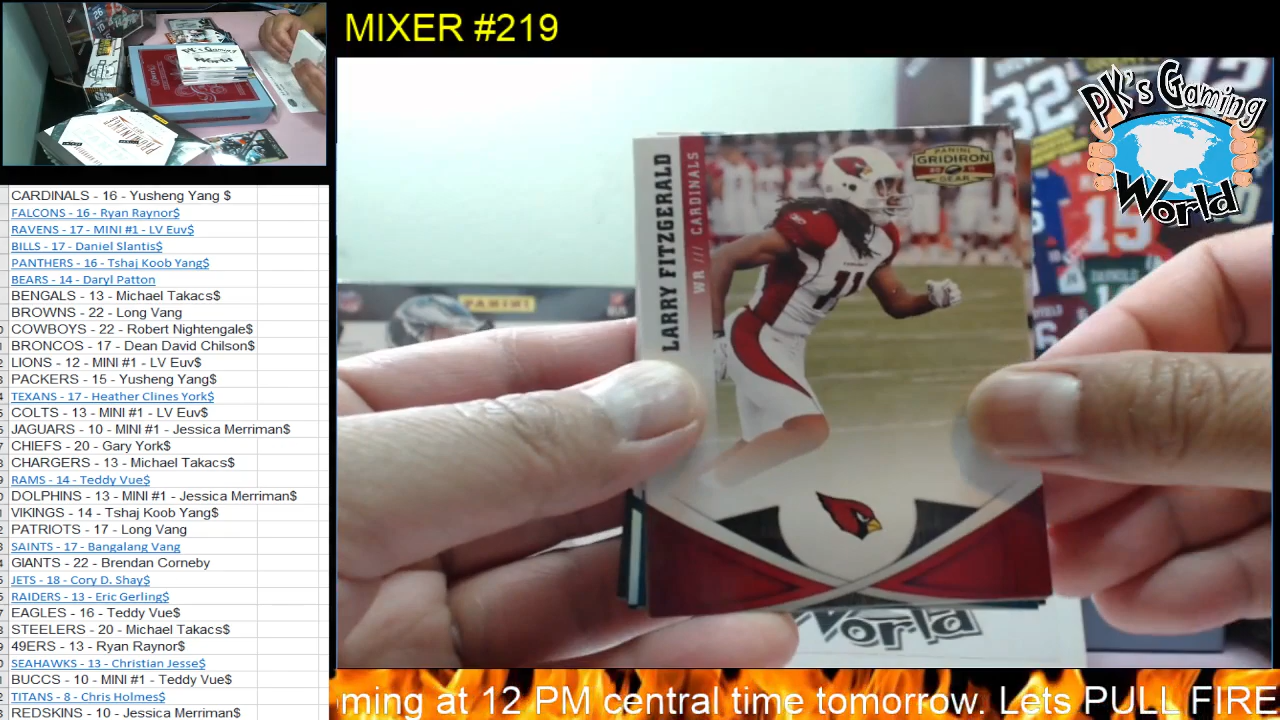 MIXER #219
PK's Gaming World
CARDINALS - 16 - Yusheng Yang $
FALCONS - 16 - Ryan Raynor$
RAVENS - 17 - MINI #1 - LV Euv$
BILLS - 17 - Daniel Slantis$
PANTHERS - 16 - Tshaj Koob Yang$
BEARS - 14 - Daryl Patton
BENGALS - 13 - Michael Takacs$
BROWNS - 22 - Long Vang
COWBOYS - 22 - Robert Nightengale$
BRONCOS - 17 - Dean David Chilson$
LIONS - 12 - MINI #1 - LV Euv$
PACKERS - 15 - Yusheng Yang$
TEXANS - 17 - Heather Clines York$
COLTS - 13 - MINI #1 - LV Euv$
JAGUARS - 10 - MINI #1 - Jessica Merriman$
CHIEFS - 20 - Gary York$
CHARGERS - 13 - Michael Takacs$
RAMS - 14 - Teddy Vue$
DOLPHINS - 13 - MINI #1 - Jessica Merriman$
VIKINGS - 14 - Tshaj Koob Yang$
PATRIOTS - 17 - Long Vang
SAINTS - 17 - Bangalang Vang
GIANTS - 22 - Brendan Corneby
JETS - 18 - Cory D. Shay$
RAIDERS - 13 - Eric Gerling$
EAGLES - 16 - Teddy Vue$
STEELERS - 20 - Michael Takacs$
49ERS - 13 - Ryan Raynor$
SEAHAWKS - 13 - Christian Jesse$
BUCCS - 10 - MINI #1 - Teddy Vue$
TITANS - 8 - Chris Holmes$
REDSKINS - 10 - Jessica Merriman$
LARRY FITZGERALD
WR /// CARDINALS
PANINI
GRIDIRON
GEAR
11
PANINI
32
15
World
ming at 12 PM central time tomorrow. Lets PULL FIRE